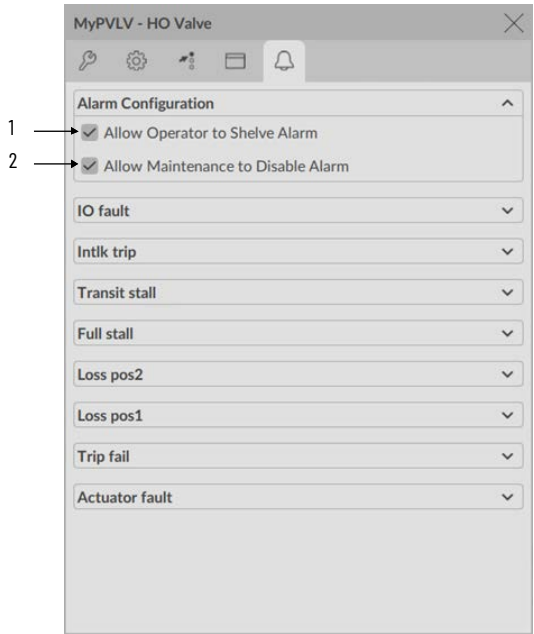 MyPVLV - HO Valve
Alarm Configuration
1
Allow Operator to Shelve Alarm
2
Allow Maintenance to Disable Alarm
IO fault
Intlk trip
Transit stall
Full stall
Loss pos2
Loss pos1
Trip fail
Actuator fault